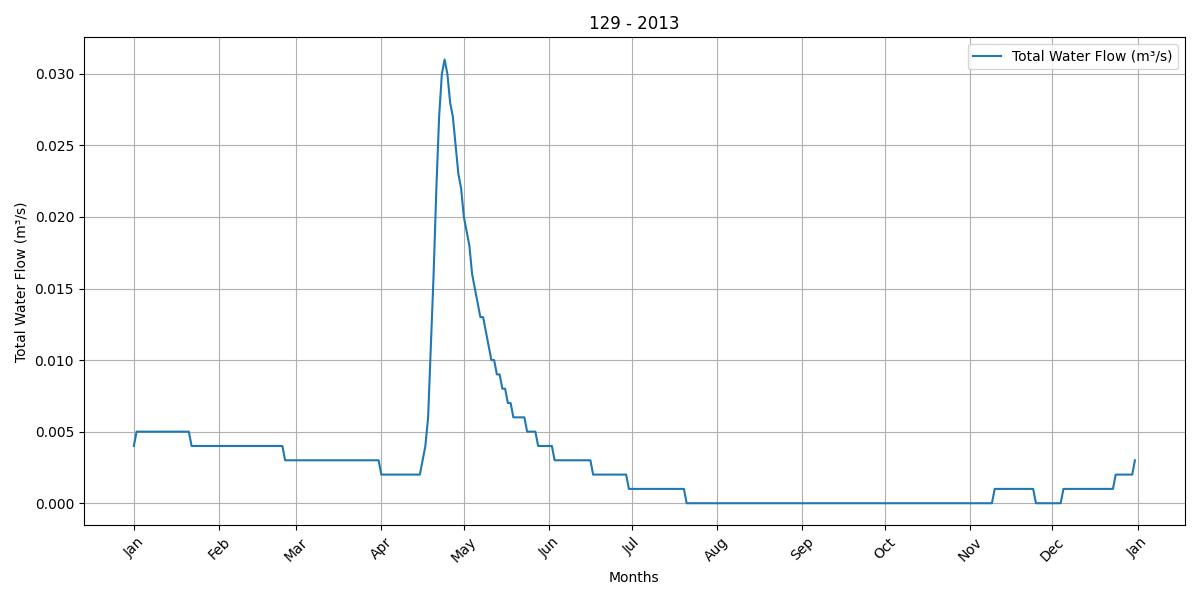 129 - 2013
Total Water Flow (m³/s)
Total Water Flow (m³/s)
0.030
0.025
0.020
0.015
0.010
0.005
0.000
Jan Feb Mar Apr May Jun Jul Aug Sep Oct Nov Dec Jan
Months